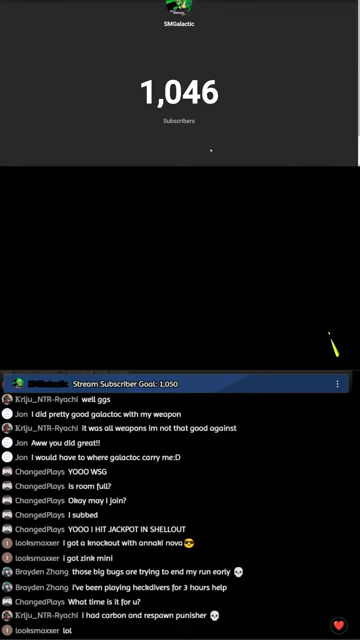 SMGalactic
1,046
Subscribers
SMGalactic Stream Subscriber Goal: 1,050
Kriju_NTR-Ryachi well ggs
Jon I did pretty good galactoc with my weapon
Kriju_NTR-Ryachi It was all weapons im not that good against
Jon Aww you did great!!
Jon I would have to where galactoc carry me:D
ChangedPlays YOOO WSG
ChangedPlays Is room full?
ChangedPlays Okay may I join?
ChangedPlays I subbed
ChangedPlays YOOO I HIT JACKPOT IN SHELLOUT
looksmaxxer I got a knockout with annaki nova😎
looksmaxxer I got zink mini
Brayden Zhang those big bugs are trying to end my run early 💀
Brayden Zhang I've been playing heckdivers for 3 hours help
ChangedPlays What time is it for u?
Kriju_NTR-Ryachi I had carbon and respawn punisher 💀
looksmaxxer lol